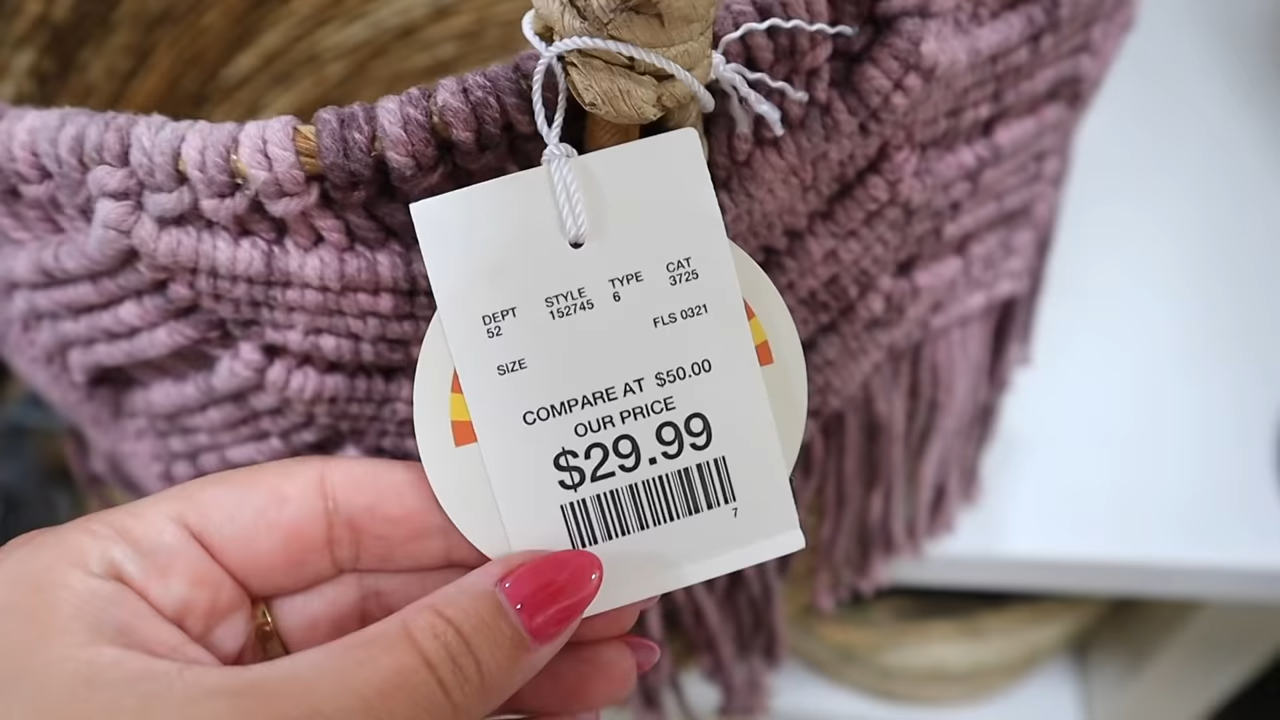 DEPT STYLE TYPE CAT
52 152745 6 3725
FLS 0321
SIZE
COMPARE AT $50.00
OUR PRICE
$29.99
7